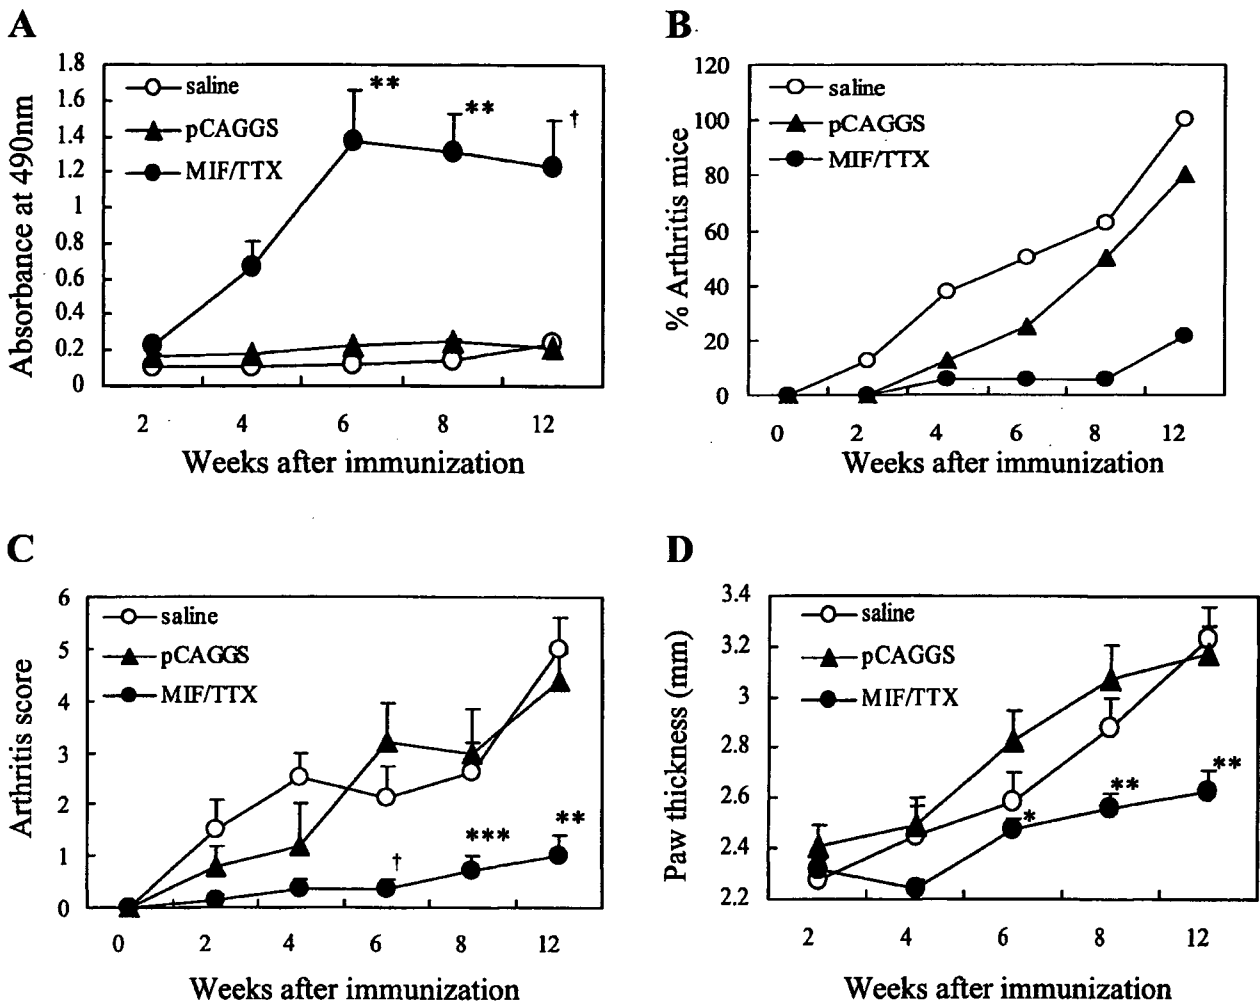 A
1.8
1.6
1.4
1.2
1
0.8
0.6
0.4
0.2
0
Absorbance at 490nm
saline
pCAGGS
MIF/TTX
**
**
†
2 4 6 8 12
Weeks after immunization
B
120
100
80
60
40
20
0
% Arthritis mice
saline
pCAGGS
MIF/TTX
0 2 4 6 8 12
Weeks after immunization
C
6
5
4
3
2
1
0
Arthritis score
saline
pCAGGS
MIF/TTX
†
***
**
0 2 4 6 8 12
Weeks after immunization
D
3.4
3.2
3
2.8
2.6
2.4
2.2
Paw thickness (mm)
saline
pCAGGS
MIF/TTX
*
**
**
2 4 6 8 12
Weeks after immunization